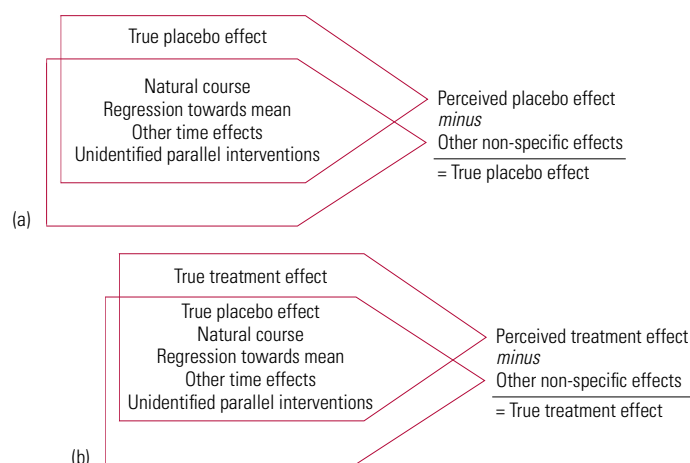 True placebo effect
Natural course
Regression towards mean
Other time effects
Unidentified parallel interventions
Perceived placebo effect
minus
Other non-specific effects
= True placebo effect
(a)
True treatment effect
True placebo effect
Natural course
Regression towards mean
Other time effects
Unidentified parallel interventions
Perceived treatment effect
minus
Other non-specific effects
= True treatment effect
(b)